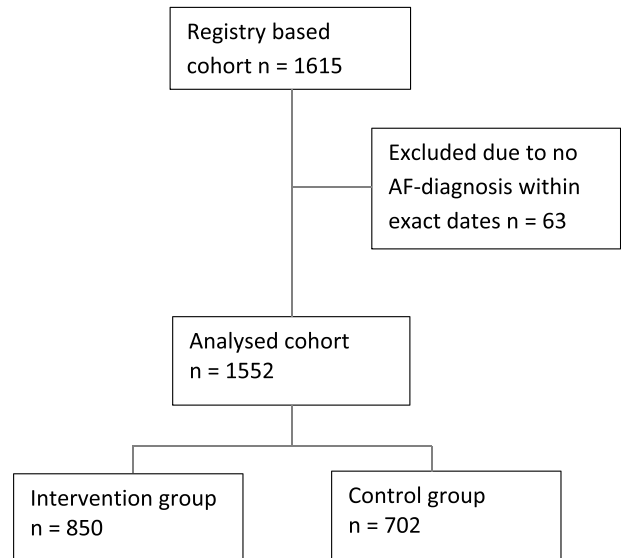 Registry based
cohort n = 1615
Excluded due to no
AF-diagnosis within
exact dates n = 63
Analysed cohort
n = 1552
Intervention group
n = 850
Control group
n = 702